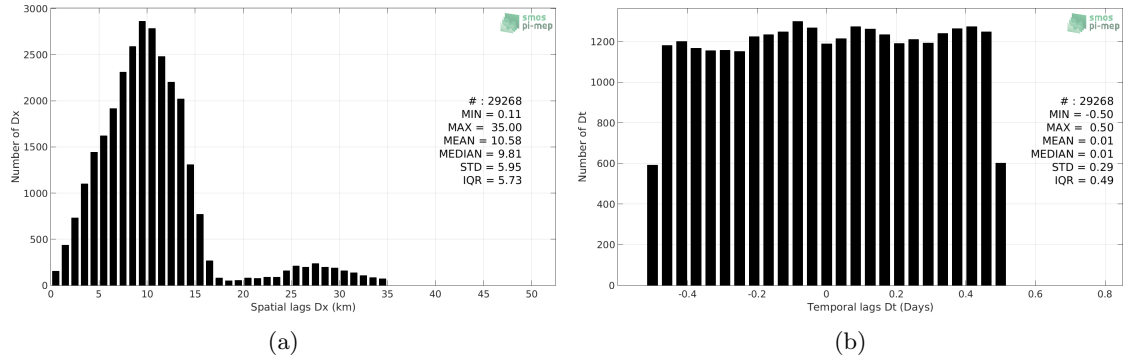 3000
2500
2000
1500
1000
500
0
Number of Dx
0 5 10 15 20 25 30 35 40 45 50
Spatial lags Dx (km)
smos
pi-mep
# : 29268
MIN = 0.11
MAX = 35.00
MEAN = 10.58
MEDIAN = 9.81
STD = 5.95
IQR = 5.73
(a)
1200
1000
800
600
400
200
0
Number of Dt
-0.4 -0.2 0 0.2 0.4 0.6 0.8
Temporal lags Dt (Days)
smos
pi-mep
# : 29268
MIN = -0.50
MAX = 0.50
MEAN = 0.01
MEDIAN = 0.01
STD = 0.29
IQR = 0.49
(b)